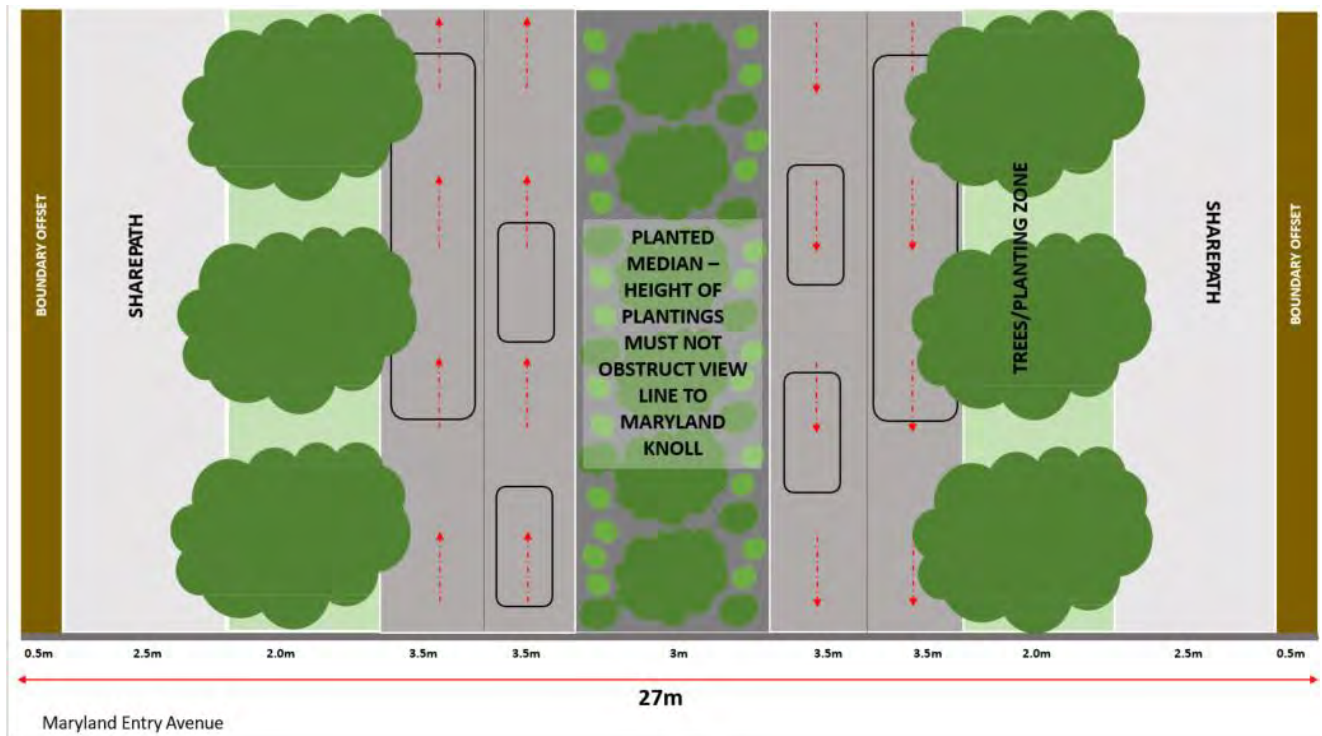 BOUNDARY OFFSET
SHAREPATH
PLANTED
MEDIAN –
HEIGHT OF
PLANTINGS
MUST NOT
OBSTRUCT VIEW
LINE TO
MARYLAND
KNOLL
TREES/PLANTING ZONE
SHAREPATH
BOUNDARY OFFSET
0.5m 2.5m 2.0m 3.5m 3.5m 3m 3.5m 3.5m 2.0m 2.5m 0.5m
27m
Maryland Entry Avenue